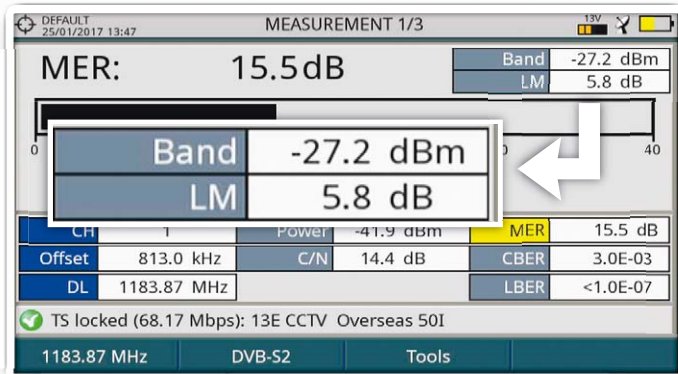 DEFAULT
25/01/2017 13:47
MEASUREMENT 1/3
13V
MER: 15.5dB
Band -27.2 dBm
LM 5.8 dB
0 40
Band -27.2 dBm
LM 5.8 dB
CH 1 Power -41.9 dBm MER 15.5 dB
Offset 813.0 kHz C/N 14.4 dB CBER 3.0E-03
DL 1183.87 MHz LBER <1.0E-07
TS locked (68.17 Mbps): 13E CCTV Overseas 50I
1183.87 MHz DVB-S2 Tools